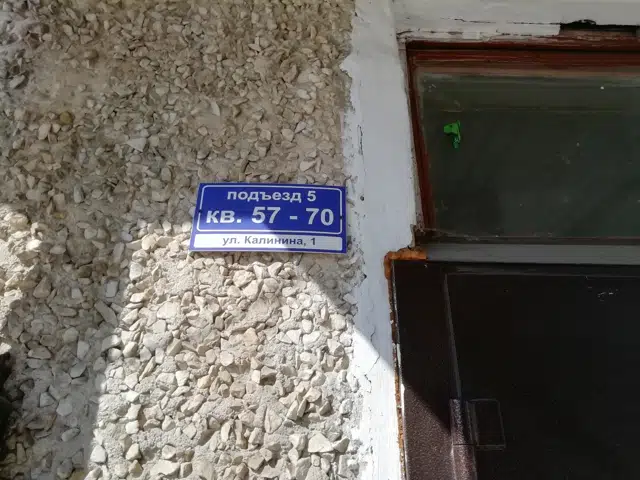 подъезд 5
кв. 57 - 70
ул. Калинина, 1